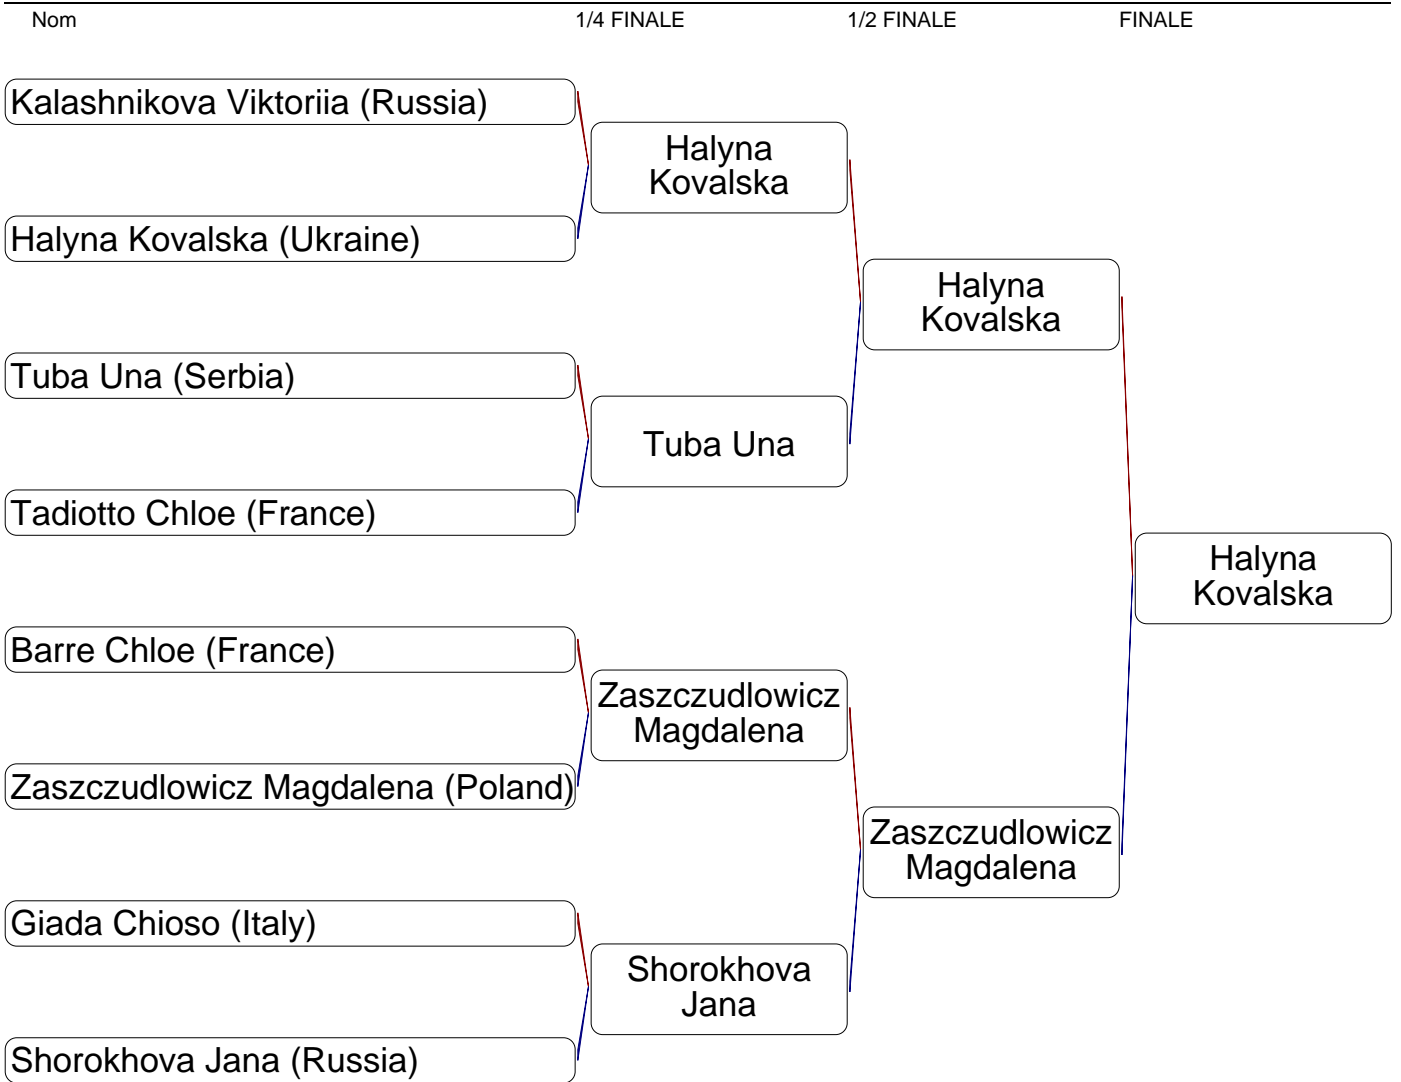 Nom 1/4 FINALE 1/2 FINALE FINALE
Kalashnikova Viktoriia (Russia)
Halyna
Kovalska
Halyna Kovalska (Ukraine)
Halyna
Kovalska
Tuba Una (Serbia)
Tuba Una
Tadiotto Chloe (France)
Halyna
Kovalska
Barre Chloe (France)
Zaszczudlowicz
Magdalena
Zaszczudlowicz Magdalena (Poland)
Zaszczudlowicz
Magdalena
Giada Chioso (Italy)
Shorokhova
Jana
Shorokhova Jana (Russia)